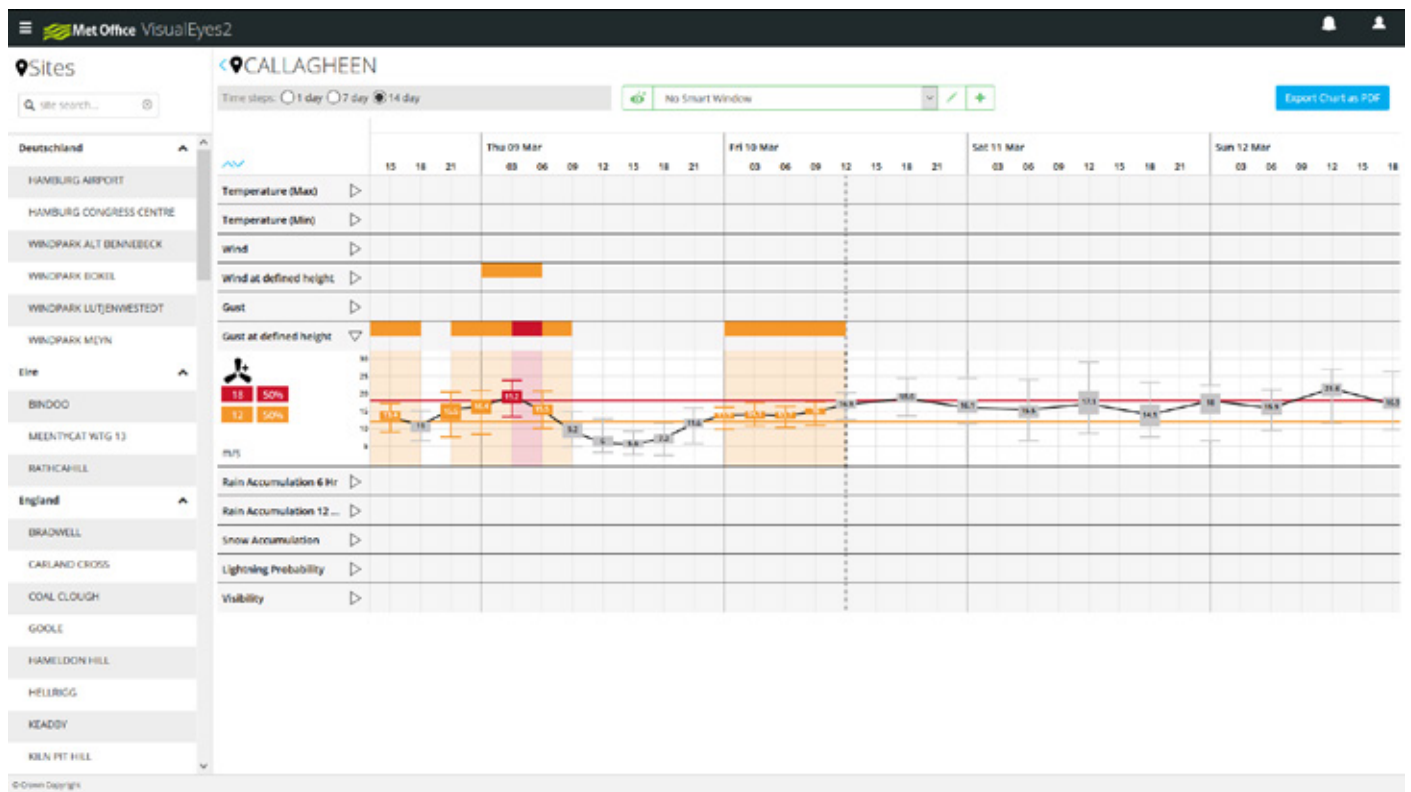 Met Office VisualEyes2
Sites
site search...
Deutschland
HAMBURG AIRPORT
HAMBURG CONGRESS CENTRE
WINDPARK ALT BENNEBECK
WINDPARK BOKEL
WINDPARK LUTJENWESTEDT
WINDPARK MEYN
Eire
BINDOO
MEENTYCAT WTG 13
RATHCAHILL
England
BRADWELL
CARLAND CROSS
COAL CLOUGH
GOOLE
HAMELDON HILL
HELLRIGG
KEADBY
KILN PIT HILL
CALLAGHEEN
Time steps: 1 day 7 day 14 day
No Smart Window
Export Chart as PDF
Thu 09 Mar Fri 10 Mar Sat 11 Mar Sun 12 Mar
15 18 21 03 06 09 12 15 18 21 03 06 09 12 15 18 21 03 06 09 12 15 18 21 03 06 09 12 15 18
Temperature (Max)
Temperature (Min)
Wind
Wind at defined height
Gust
Gust at defined height
30
25
20
15
10
5
18 50%
12 50%
m/s
Rain Accumulation 6 Hr
Rain Accumulation 12 ...
Snow Accumulation
Lightning Probability
Visibility
© Crown Copyright